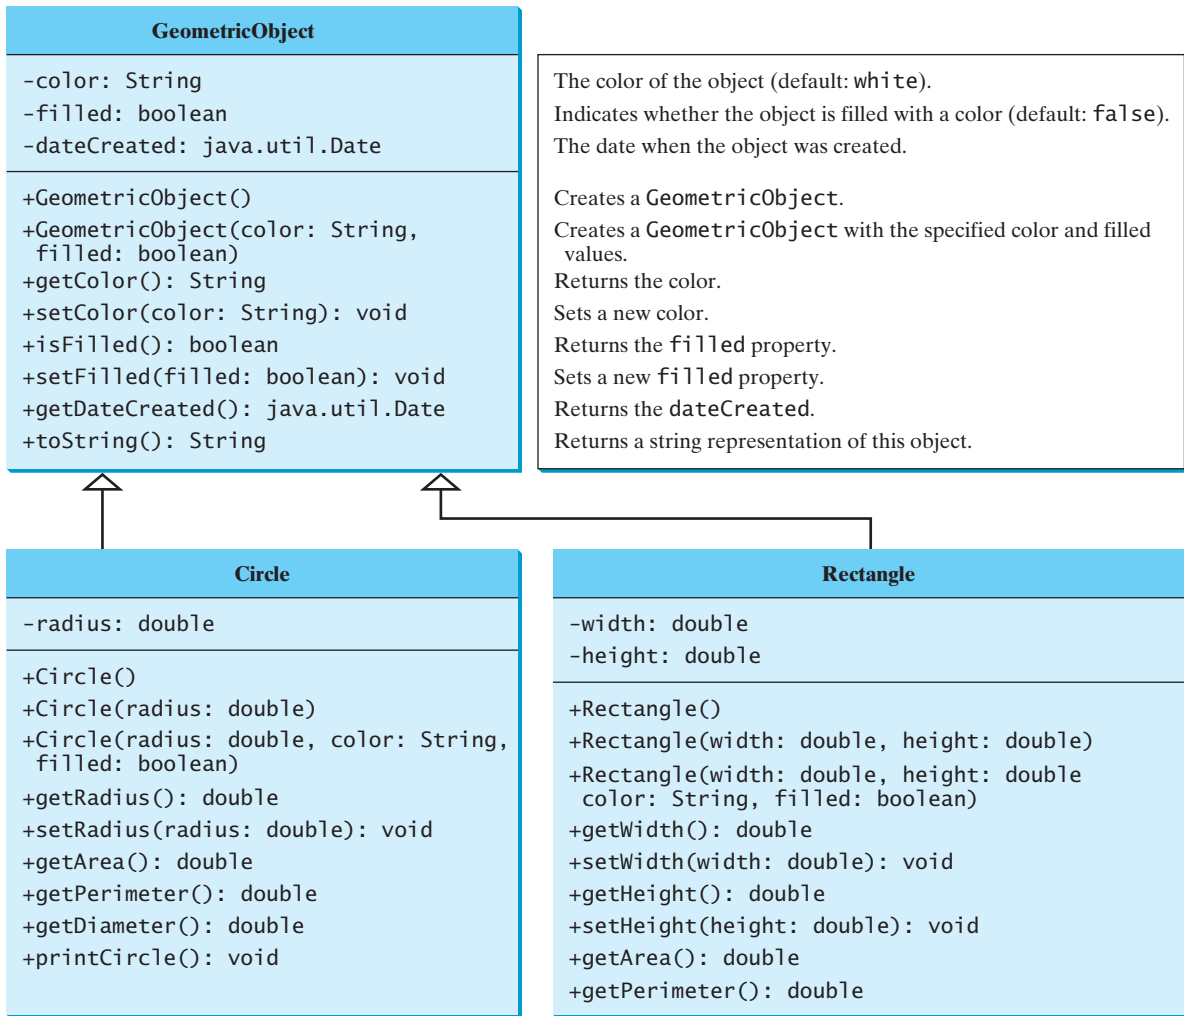 GeometricObject
-color: String
-filled: boolean
-dateCreated: java.util.Date
+GeometricObject()
+GeometricObject(color: String,
filled: boolean)
+getColor(): String
+setColor(color: String): void
+isFilled(): boolean
+setFilled(filled: boolean): void
+getDateCreated(): java.util.Date
+toString(): String
The color of the object (default: white).
Indicates whether the object is filled with a color (default: false).
The date when the object was created.
Creates a GeometricObject.
Creates a GeometricObject with the specified color and filled
values.
Returns the color.
Sets a new color.
Returns the filled property.
Sets a new filled property.
Returns the dateCreated.
Returns a string representation of this object.
Circle
-radius: double
+Circle()
+Circle(radius: double)
+Circle(radius: double, color: String,
filled: boolean)
+getRadius(): double
+setRadius(radius: double): void
+getArea(): double
+getPerimeter(): double
+getDiameter(): double
+printCircle(): void
Rectangle
-width: double
-height: double
+Rectangle()
+Rectangle(width: double, height: double)
+Rectangle(width: double, height: double
color: String, filled: boolean)
+getWidth(): double
+setWidth(width: double): void
+getHeight(): double
+setHeight(height: double): void
+getArea(): double
+getPerimeter(): double